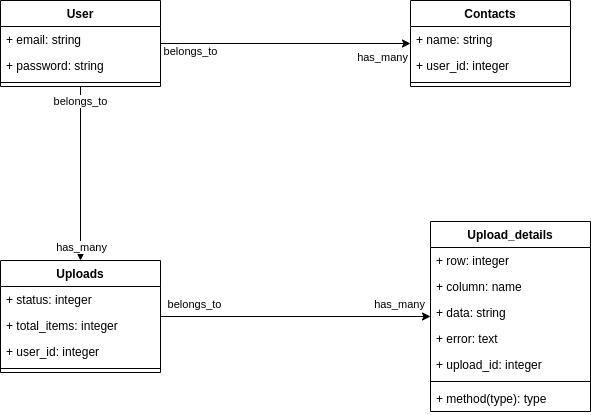 User
+ email: string
+ password: string
belongs_to
has_many
Contacts
+ name: string
+ user_id: integer
belongs_to
has_many
Uploads
+ status: integer
+ total_items: integer
+ user_id: integer
belongs_to
has_many
Upload_details
+ row: integer
+ column: name
+ data: string
+ error: text
+ upload_id: integer
+ method(type): type